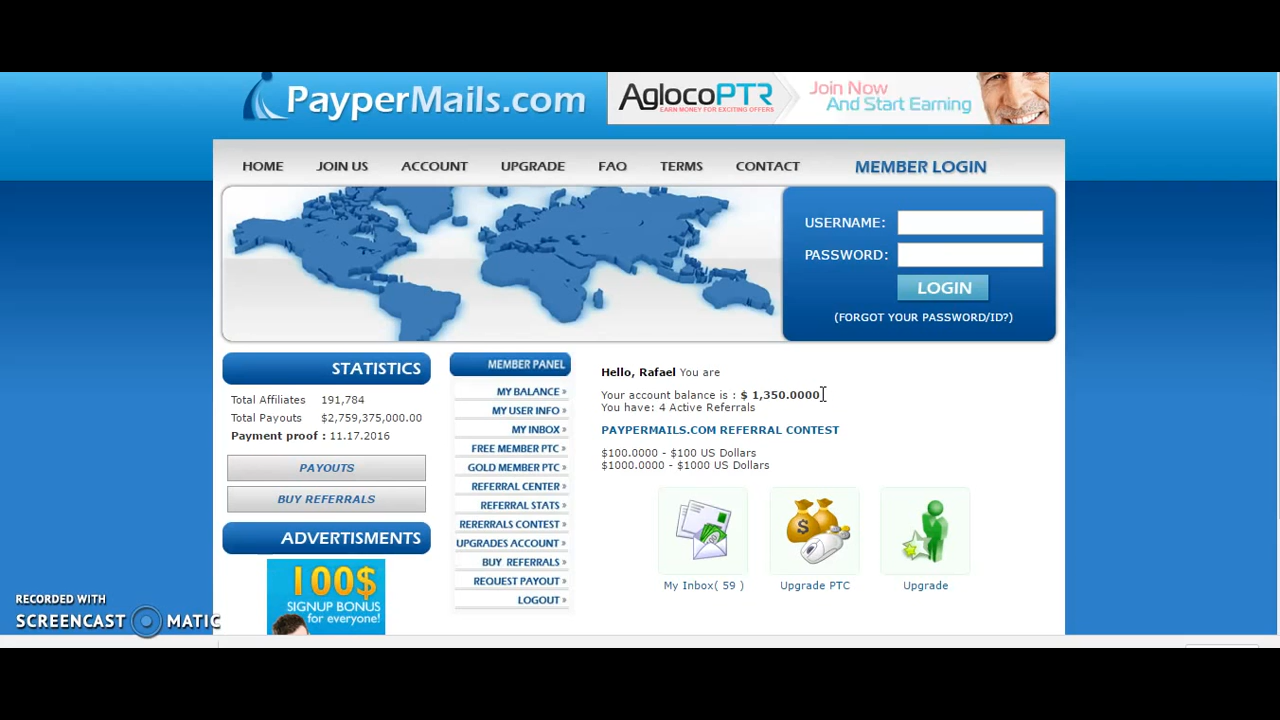 PayperMails.com
AglocoPTR
EARN MONEY FOR EXCITING OFFERS
Join Now
And Start Earning
HOME JOIN US ACCOUNT UPGRADE FAQ TERMS CONTACT MEMBER LOGIN
USERNAME:
PASSWORD:
LOGIN
(FORGOT YOUR PASSWORD/ID?)
STATISTICS
Total Affiliates 191,784
Total Payouts $2,759,375,000.00
Payment proof : 11.17.2016
PAYOUTS
BUY REFERRALS
ADVERTISMENTS
100$
SIGNUP BONUS
for everyone!
MEMBER PANEL
MY BALANCE »
MY USER INFO »
MY INBOX »
FREE MEMBER PTC »
GOLD MEMBER PTC »
REFERRAL CENTER »
REFERRAL STATS »
RERERRALS CONTEST »
UPGRADES ACCOUNT »
BUY REFERRALS »
REQUEST PAYOUT »
LOGOUT »
Hello, Rafael You are
Your account balance is : $ 1,350.0000
You have: 4 Active Referrals
PAYPERMAILS.COM REFERRAL CONTEST
$100.0000 - $100 US Dollars
$1000.0000 - $1000 US Dollars
My Inbox( 59 ) Upgrade PTC Upgrade
RECORDED WITH
SCREENCAST MATIC